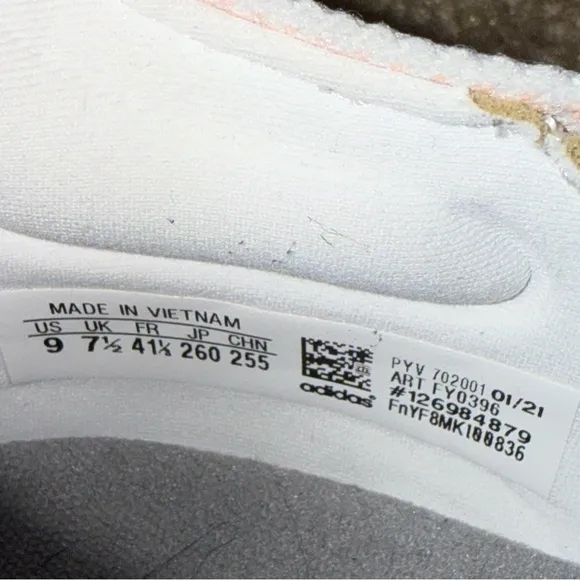 MADE IN VIETNAM
US UK FR JP CHN
9 7½ 41⅓ 260 255
adidas
PYV 702001 01/21
ART FY0396
#126984879
FnYF8MK100836